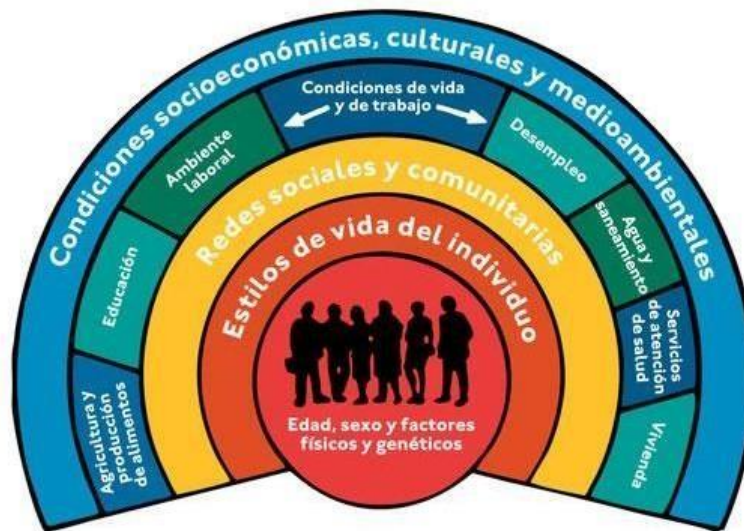 Condiciones socioeconómicas, culturales y medioambientales
Condiciones de vida
y de trabajo
Agricultura y
producción
de alimentos
Educación
Ambiente
laboral
Desempleo
Agua y
saneamiento
Servicios
de atención
de salud
Vivienda
Redes sociales y comunitarias
Estilos de vida del individuo
Edad, sexo y factores
físicos y genéticos